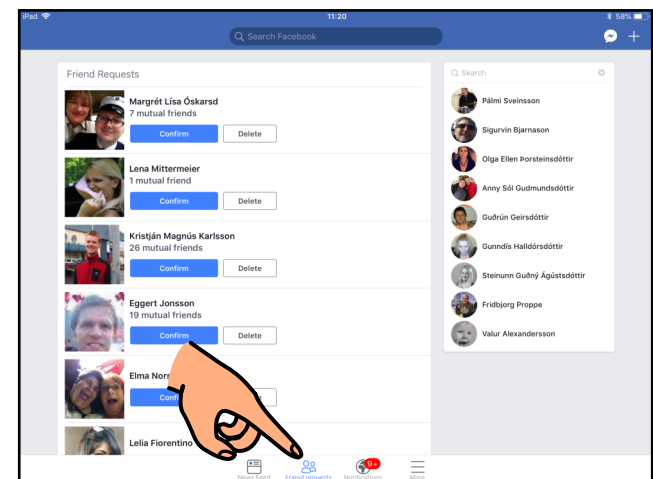 iPad
11:20
58%
Search Facebook
Friend Requests
Margrét Lísa Óskarsd
7 mutual friends
Confirm
Delete
Lena Mittermeier
1 mutual friend
Confirm
Delete
Kristján Magnús Karlsson
26 mutual friends
Confirm
Delete
Eggert Jonsson
19 mutual friends
Confirm
Delete
Elma
Lelia Fiorentino
Search
Pálmi Sveinsson
Sigurvin Bjarnason
Olga Ellen Þorsteinsdóttir
Anny Sól Gudmundsdóttir
Guðrún Geirsdóttir
Gunndís Halldórsdóttir
Steinunn Guðný Ágústsdóttir
Fridbjorg Proppe
Valur Alexandersson
9+
News Feed
Friend requests
Notifications
More